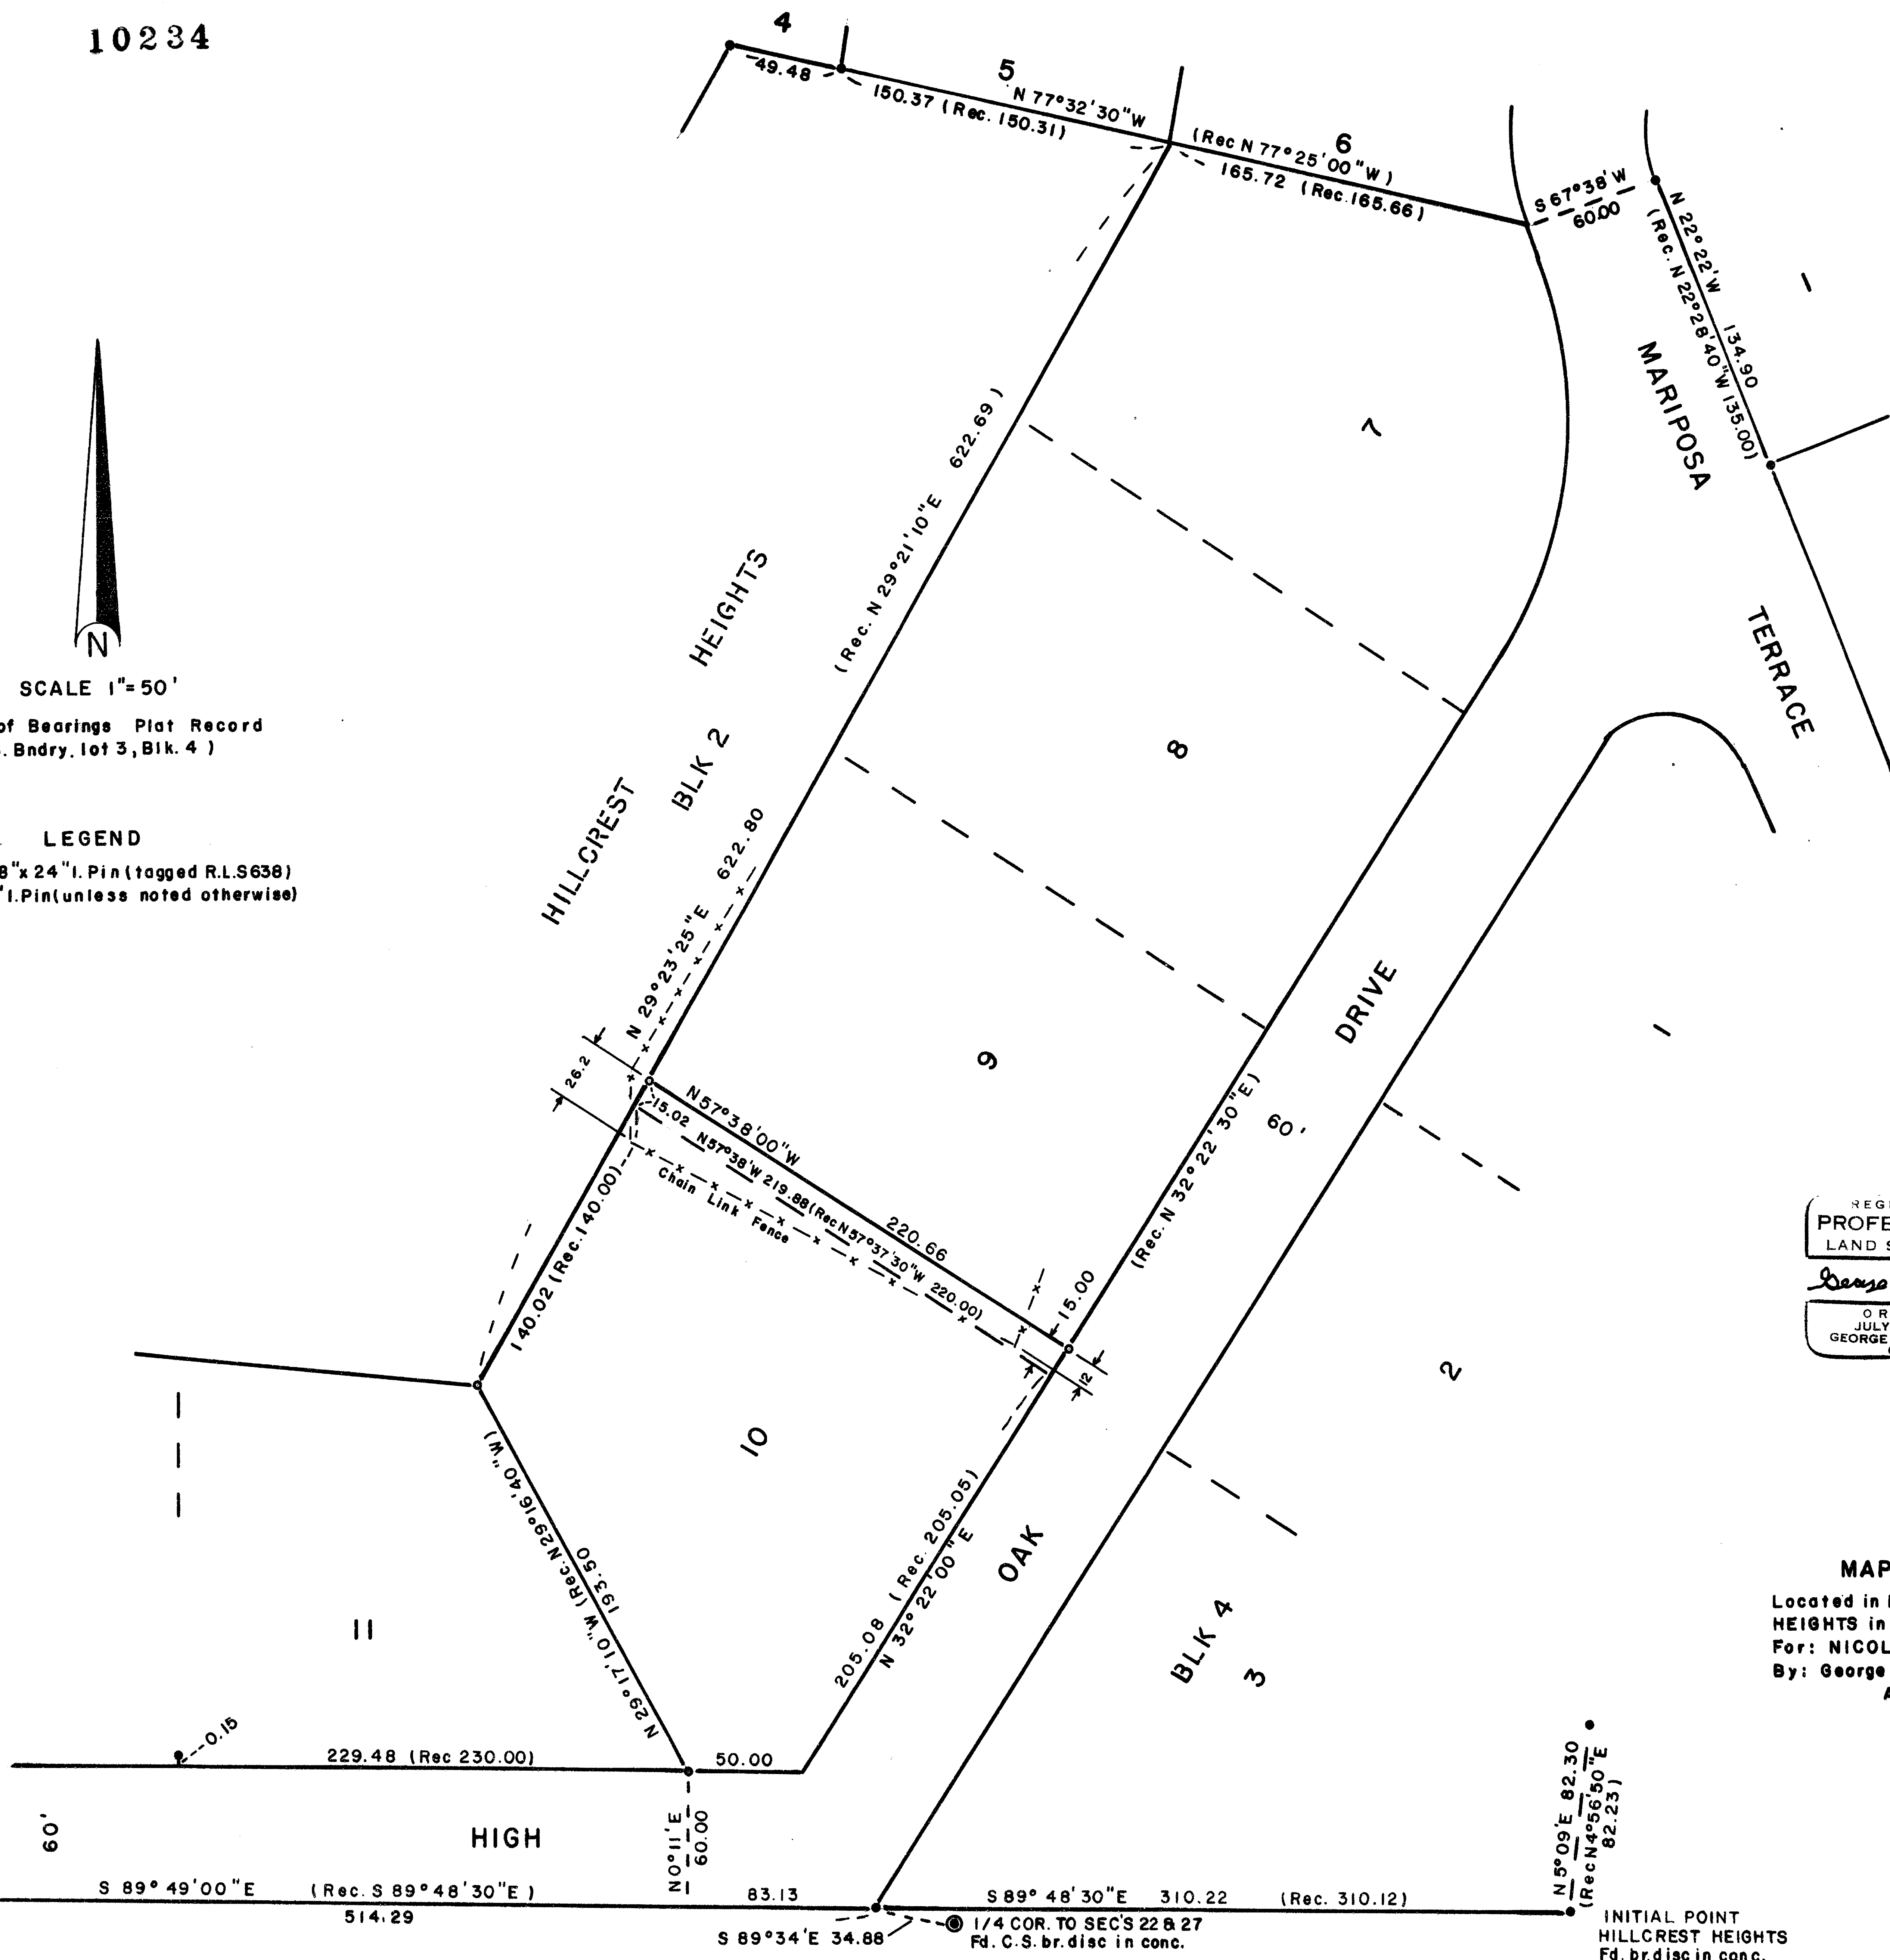 10234
4
49.48
5
150.37 (Rec. 150.31)
N 77°32'30"W
6
(Rec N 77°25'00"W)
165.72 (Rec. 165.66)
S 67°38'W
60.00
N 22°22'W 134.90
(Rec. N 22°28'40"W 135.00)
MARIPOSA
TERRACE
N
SCALE 1"=50'
of Bearings Plat Record
. Bndry. lot 3, Blk. 4 )
LEGEND
8"x 24" I. Pin (tagged R.L.S638)
" I. Pin (unless noted otherwise)
7
(Rec. N 29°21'10"E 622.69)
HILLCREST HEIGHTS
BLK 2
8
N 29°23'25"E 622.80
9
26.2
15.02
N 57°38'00"W
220.66
N57°38'W 219.88 (Rec N57°37'30"W 220.00)
Chain Link Fence
140.02 (Rec. 140.00)
15.00
12
(Rec. N 32°22'30"E)
60'
OAK DRIVE
2
10
205.08 (Rec. 205.05)
N 32°22'00"E
N 29°17'10"W (Rec. N29°16'40"W)
193.50
11
BLK 4
3
0.15
229.48 (Rec 230.00)
50.00
60'
HIGH
N 0°11'E
60.00
S 89°49'00"E (Rec. S 89°48'30"E)
514.29
83.13
S 89°48'30"E 310.22 (Rec. 310.12)
S 89°34'E 34.88
1/4 COR. TO SEC'S 22 & 27
Fd. C.S. br. disc in conc.
N 5°09'E 82.30
(Rec N 4°56'50"E
82.23)
INITIAL POINT
HILLCREST HEIGHTS
Fd. br. disc in conc.
REG
PROFE
LAND S
George
OR
JULY
GEORGE
MAP
Located in
HEIGHTS in
For: NICOL
By: George